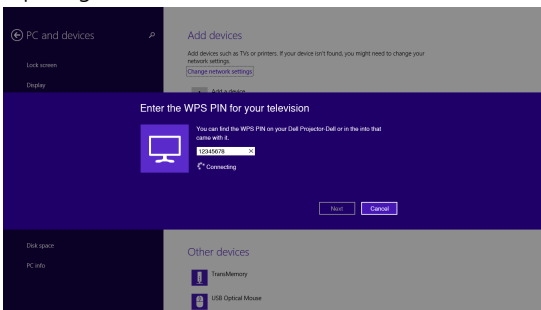 PC and devices
Lock screen
Display
Add devices
Add devices such as TVs or printers. If your device isn't found, you might need to change your
network settings.
Change network settings
Add a device
Enter the WPS PIN for your television
You can find the WPS PIN on your Dell Projector-Dell or in the into that
came with it.
12345678
Connecting
Next
Cancel
Disk space
PC info
Other devices
TransMemory
USB Optical Mouse